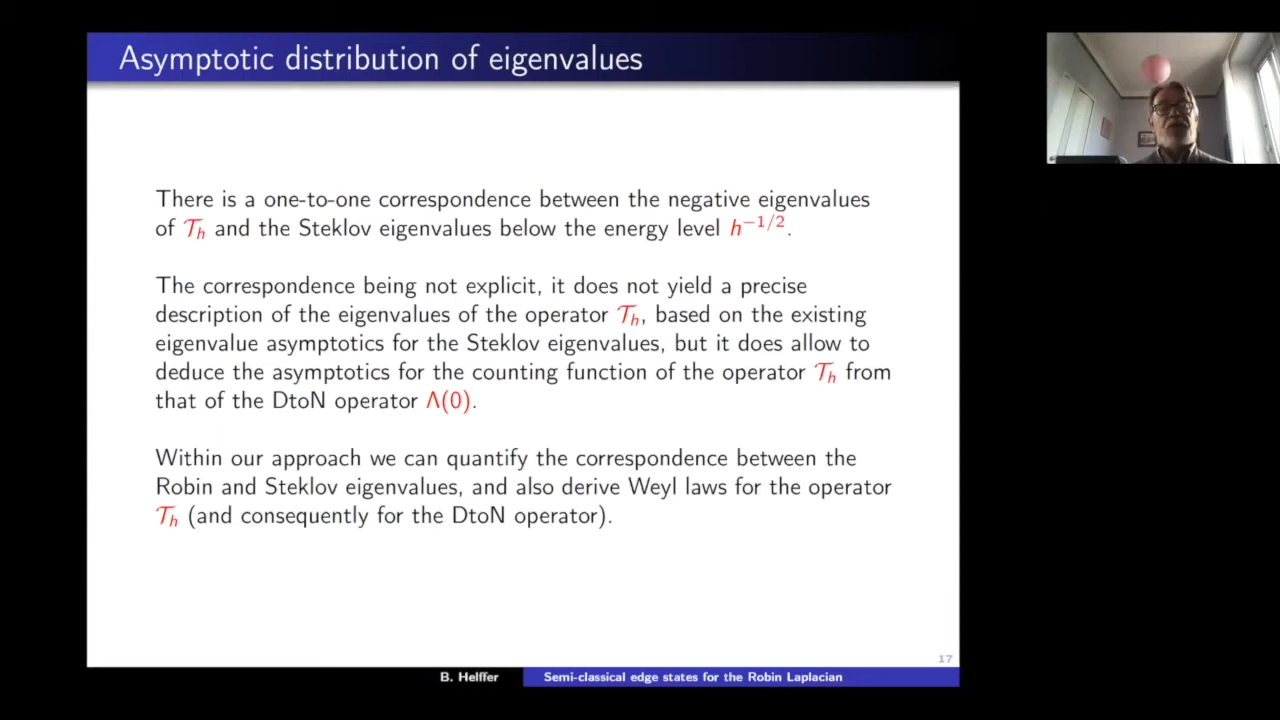 Asymptotic distribution of eigenvalues
There is a one-to-one correspondence between the negative eigenvalues
of 𝒯ₕ and the Steklov eigenvalues below the energy level h^{−1/2}.
The correspondence being not explicit, it does not yield a precise
description of the eigenvalues of the operator 𝒯ₕ, based on the existing
eigenvalue asymptotics for the Steklov eigenvalues, but it does allow to
deduce the asymptotics for the counting function of the operator 𝒯ₕ from
that of the DtoN operator Λ(0).
Within our approach we can quantify the correspondence between the
Robin and Steklov eigenvalues, and also derive Weyl laws for the operator
𝒯ₕ (and consequently for the DtoN operator).
17
B. Helffer Semi-classical edge states for the Robin Laplacian